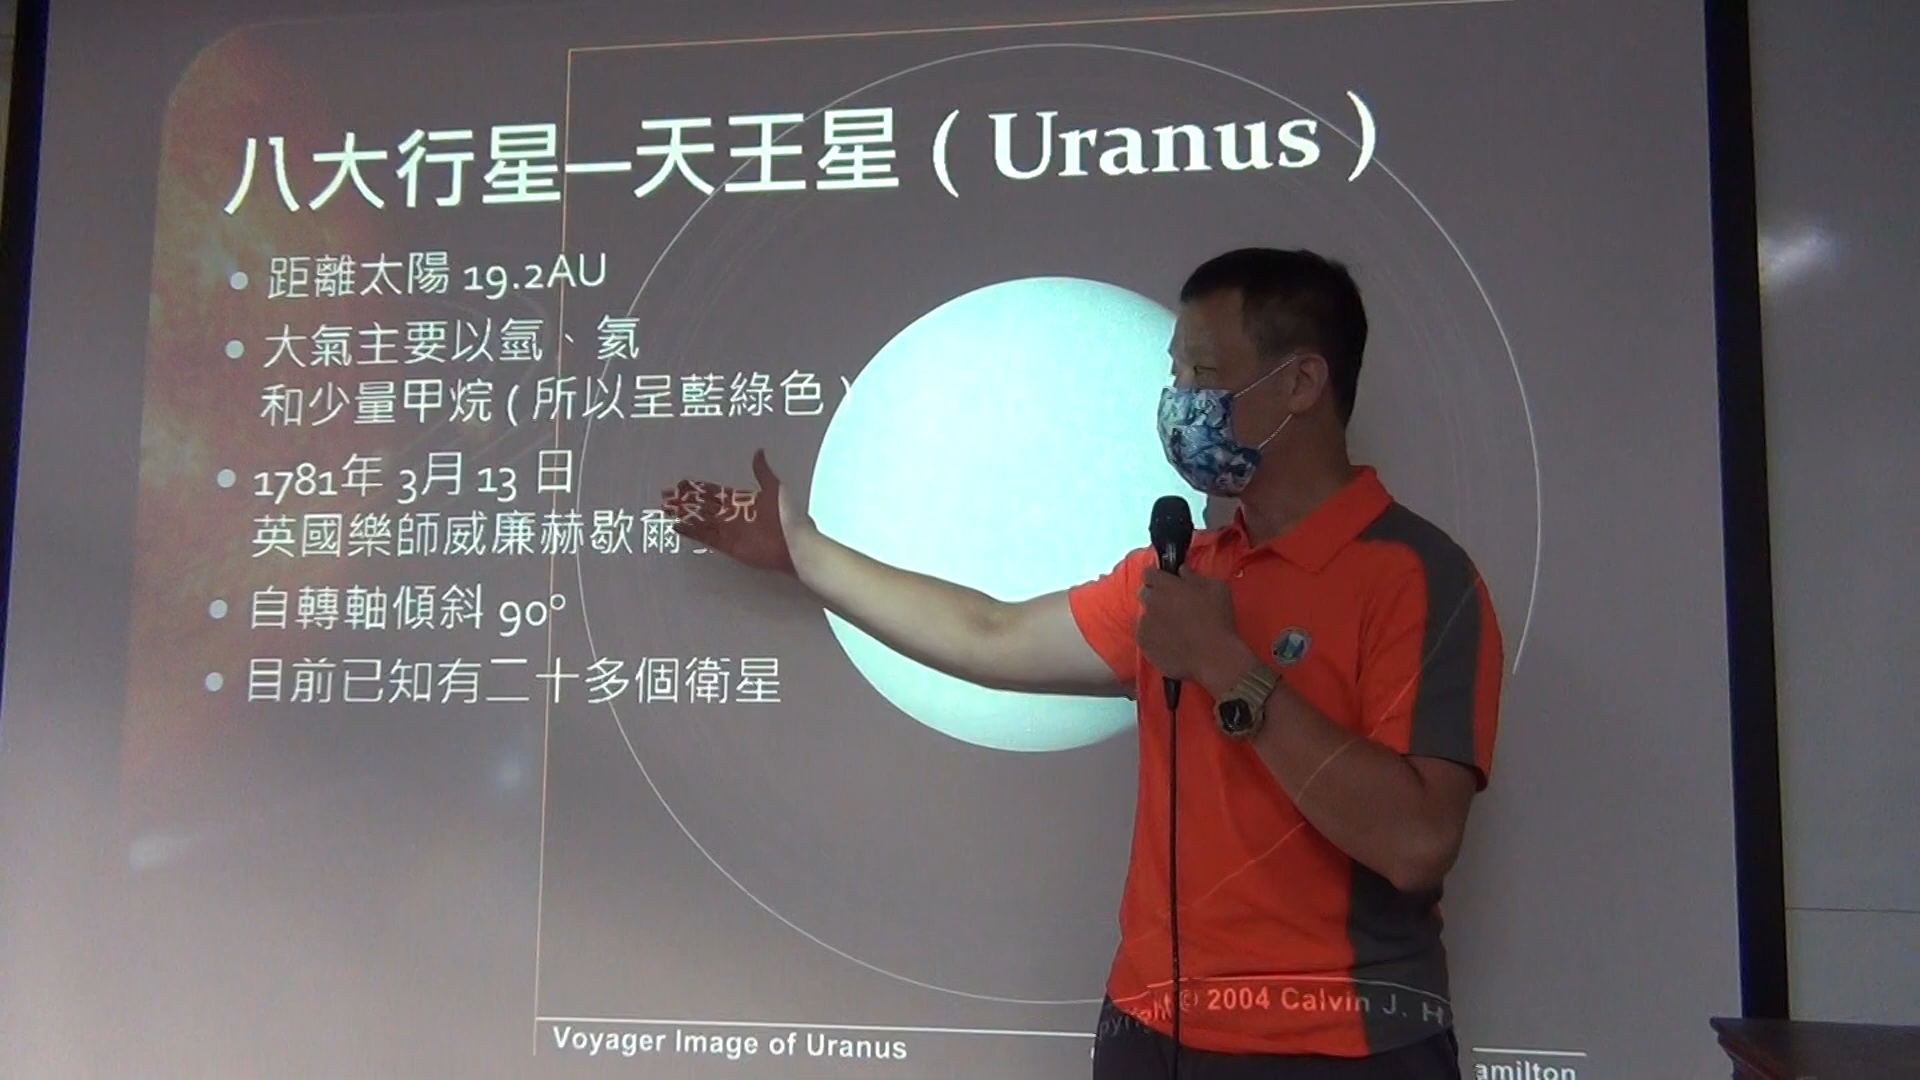 八大行星—天王星 ( Uranus )
• 距離太陽 19.2AU
• 大氣主要以氫、氦
和少量甲烷 ( 所以呈藍綠色 )
• 1781年 3月 13 日
英國樂師威廉赫歇爾發現
• 自轉軸傾斜 90°
• 目前已知有二十多個衛星
Voyager Image of Uranus
pyright © 2004 Calvin J. Hamilton